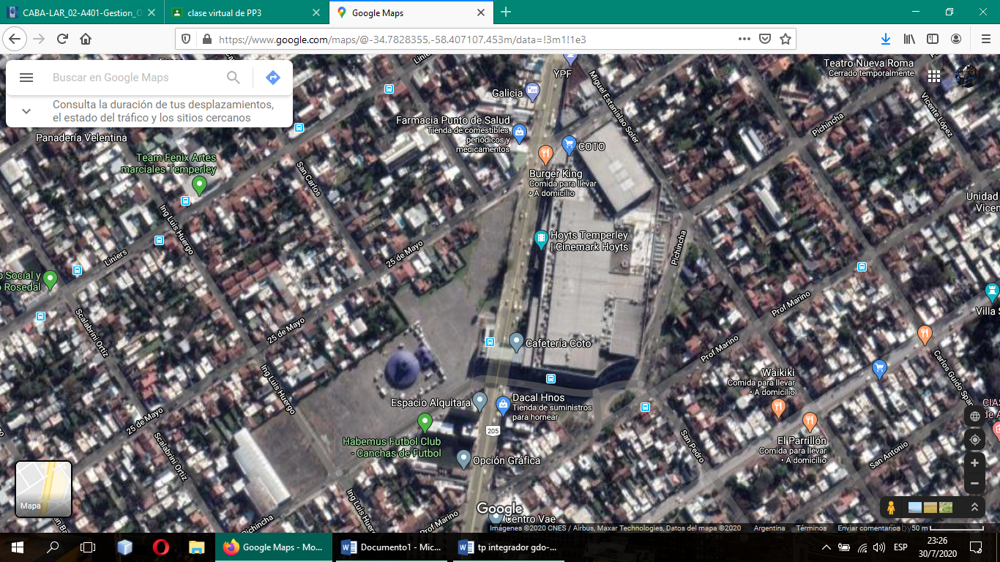 CABA-LAR_02-A401-Gestion_O
clase virtual de PP3
Google Maps
https://www.google.com/maps/@-34.7828355,-58.407107,453m/data=!3m1!1e3
Buscar en Google Maps
Consulta la duración de tus desplazamientos,
el estado del tráfico y los sitios cercanos
Liniers
YPF
Miguel Estanislao Soler
Teatro Nueva Roma
Cerrado temporalmente
Galicia
Vicente López
Pichincha
Farmacia Punto de Salud
Tienda de comestibles,
periódicos y
medicamentos
Panadería Velentina
COTO
Team Fenix Artes
marciales Temperley
San Carlos
Burger King
Comida para llevar
• A domicilio
Unidad
Vicen
Ing Luis Huergo
Hoyts Temperley
| Cinemark Hoyts
Pichincha
Liniers
25 de Mayo
o Social y
o Rosedal
Prof Marino
Villa S
Scalabrini Ortiz
25 de Mayo
Cafetería Coto
Prof Marino
Carlos Guido Spar
Ing Luis Huergo
Waikiki
Comida para llevar
• A domicilio
Espacio Alquitara
Dacal Hnos
Tienda de suministros
para hornear
CIAS
de A
25 de Mayo
205
Habemus Futbol Club
- Canchas de Futbol
El Parrillón
Comida para llevar
• A domicilio
San Pedro
San Antonio
Scalabrini Ortiz
Opción Gráfica
Mapa
Ing Luis Hu
Google
Centro Vae
Pichincha
Prof Marino
Imágenes ©2020 CNES / Airbus, Maxar Technologies, Datos del mapa ©2020
Argentina
Términos
Enviar comentarios
50 m
Google Maps - Mo...
Documento1 - Mic...
tp integrador gdo-...
ESP
23:26
30/7/2020